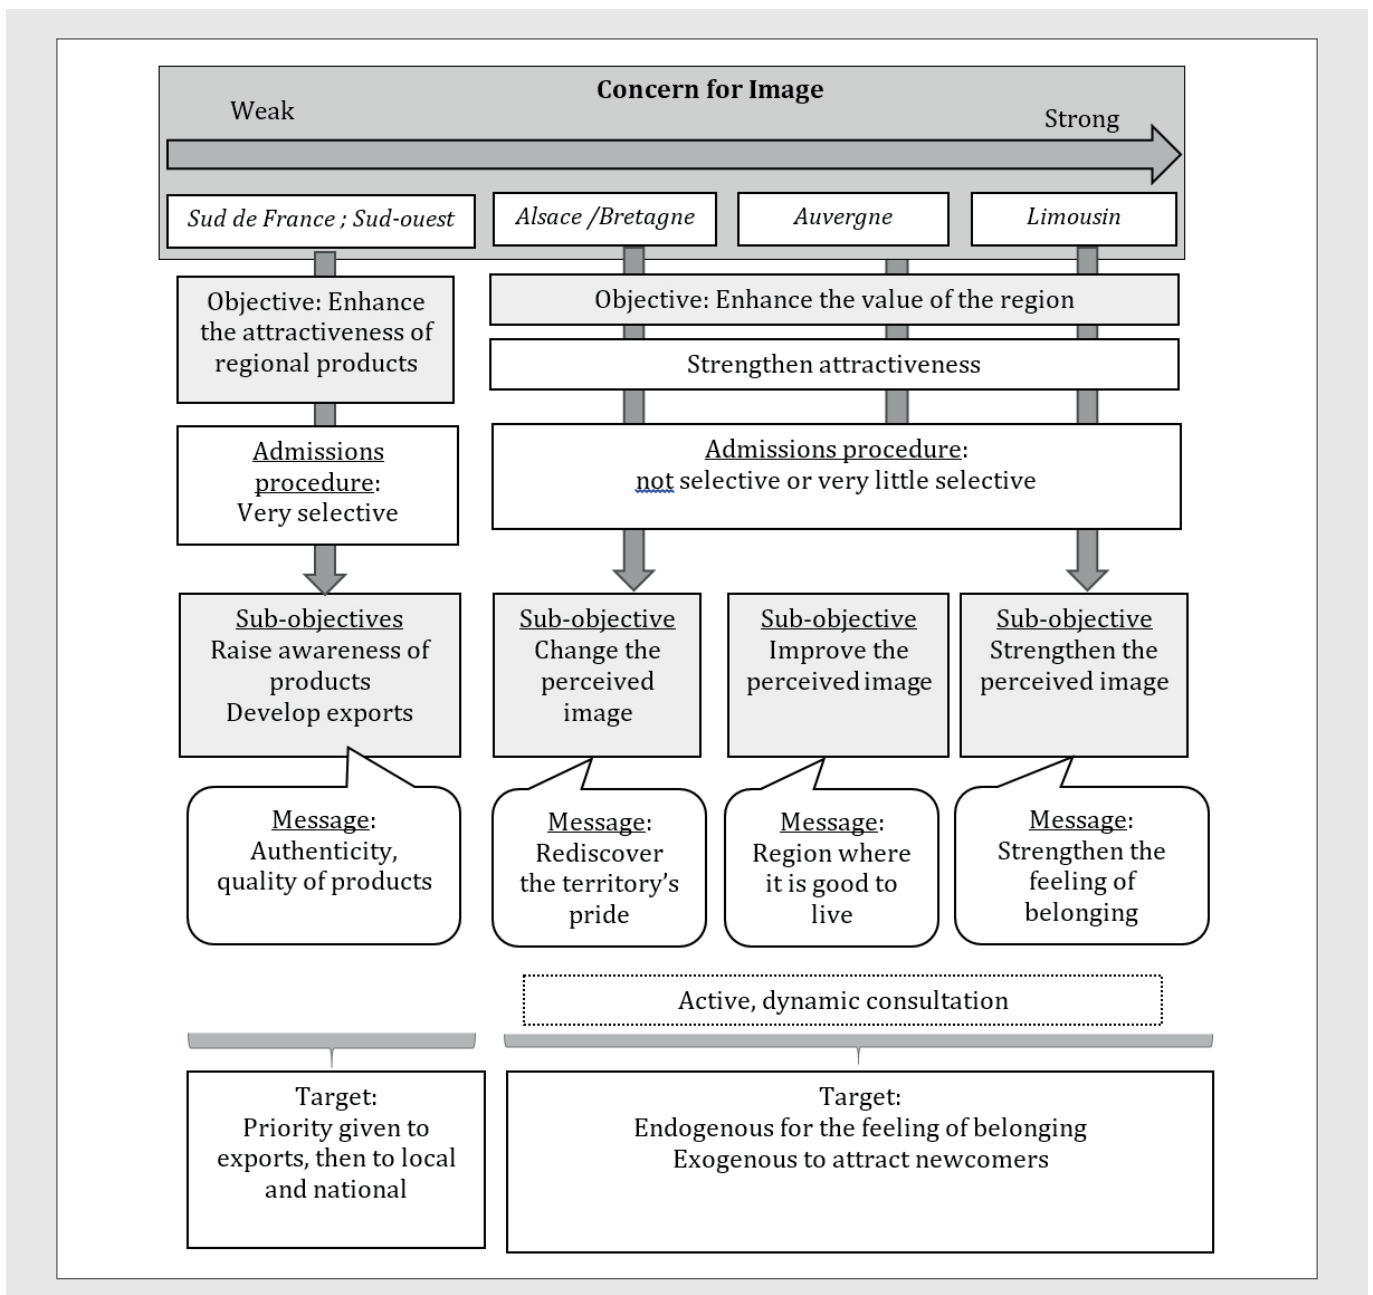 Concern for Image
Weak
Strong
Sud de France ; Sud-ouest
Alsace /Bretagne
Auvergne
Limousin
Objective: Enhance
the attractiveness of
regional products
Objective: Enhance the value of the region
Strengthen attractiveness
Admissions
procedure:
Very selective
Admissions procedure:
not selective or very little selective
Sub-objectives
Raise awareness of
products
Develop exports
Sub-objective
Change the
perceived
image
Sub-objective
Improve the
perceived image
Sub-objective
Strengthen the
perceived image
Message:
Authenticity,
quality of products
Message:
Rediscover
the territory’s
pride
Message:
Region where
it is good to
live
Message:
Strengthen the
feeling of
belonging
Active, dynamic consultation
Target:
Priority given to
exports, then to local
and national
Target:
Endogenous for the feeling of belonging
Exogenous to attract newcomers